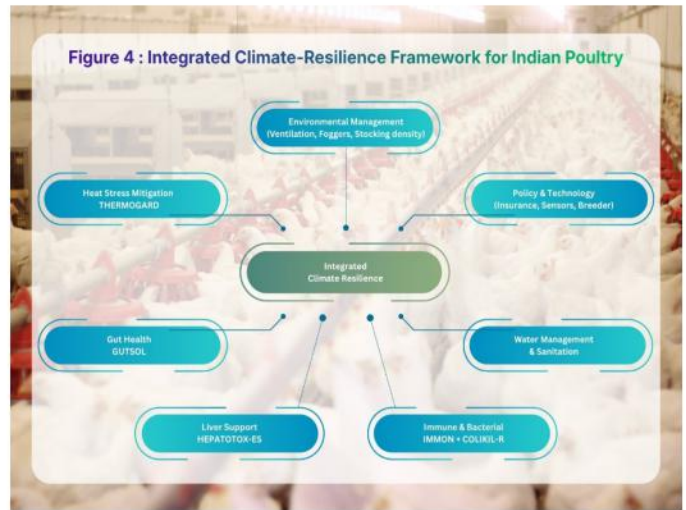 Figure 4 : Integrated Climate-Resilience Framework for Indian Poultry
Environmental Management
(Ventilation, Foggers, Stocking density)
Heat Stress Mitigation
THERMOGARD
Policy & Technology
(Insurance, Sensors, Breeder)
Integrated
Climate Resilience
Gut Health
GUTSOL
Water Management
& Sanitation
Liver Support
HEPATOTOX-ES
Immune & Bacterial
IMMON + COLIKIL-R